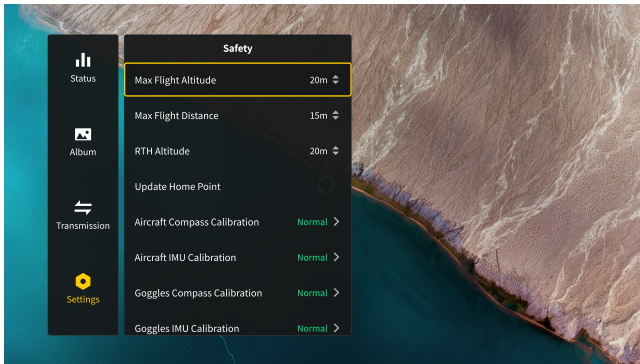 Safety
Status
Max Flight Altitude 20m
Max Flight Distance 15m
Album
RTH Altitude 20m
Update Home Point
Transmission
Aircraft Compass Calibration Normal
Aircraft IMU Calibration Normal
Settings
Goggles Compass Calibration Normal
Goggles IMU Calibration Normal